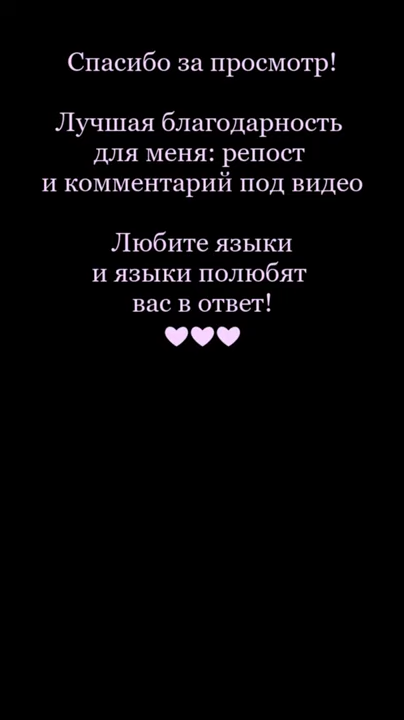 Спасибо за просмотр!
Лучшая благодарность
для меня: репост
и комментарий под видео
Любите языки
и языки полюбят
вас в ответ!